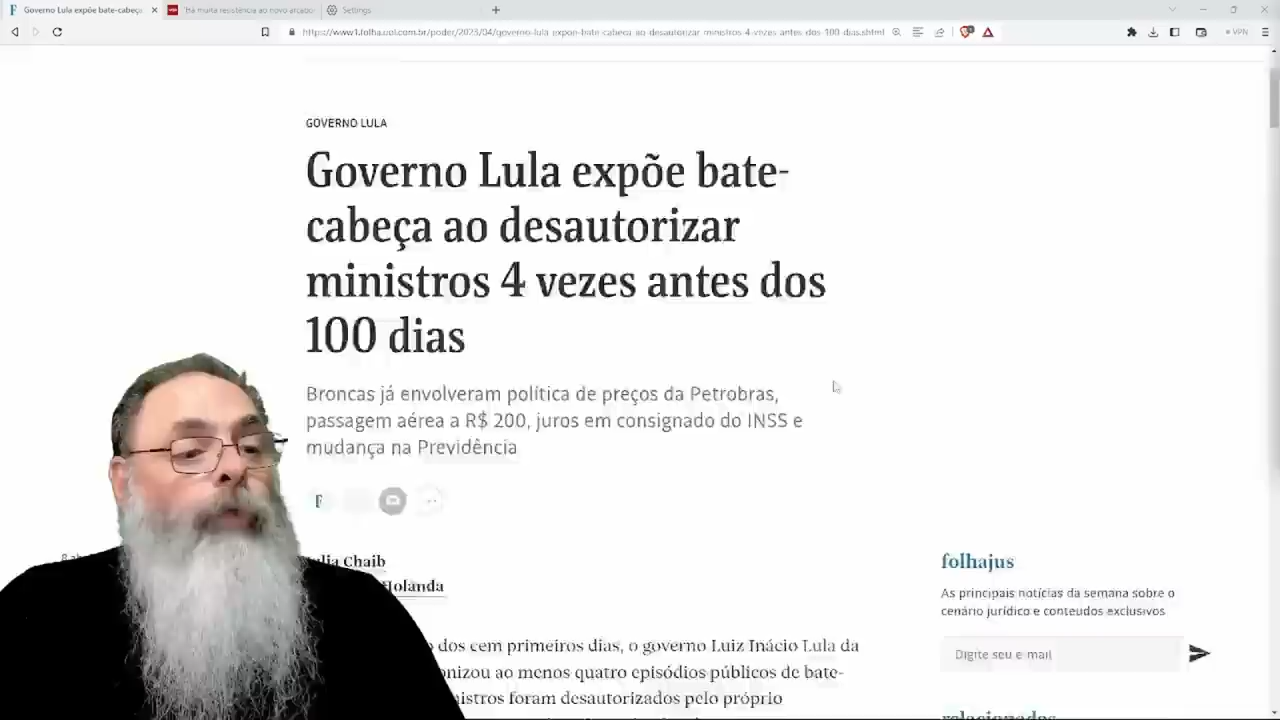 Governo Lula expõe bate-cabeça
"há muita resistência ao novo arcabo
Settings
https://www1.folha.uol.com.br/poder/2023/04/governo-lula-expoe-bate-cabeca-ao-desautorizar-ministros-4-vezes-antes-dos-100-dias.shtml
VPN
GOVERNO LULA
Governo Lula expõe bate-
cabeça ao desautorizar
ministros 4 vezes antes dos
100 dias
Broncas já envolveram política de preços da Petrobras,
passagem aérea a R$ 200, juros em consignado do INSS e
mudança na Previdência
Chaib
Holanda
dos cem primeiros dias, o governo Luiz Inácio Lula da
ao menos quatro episódios públicos de bate-
foram desautorizados pelo próprio
folhajus
As principais notícias da semana sobre o
cenário jurídico e conteúdos exclusivos
Digite seu e-mail
relacionados